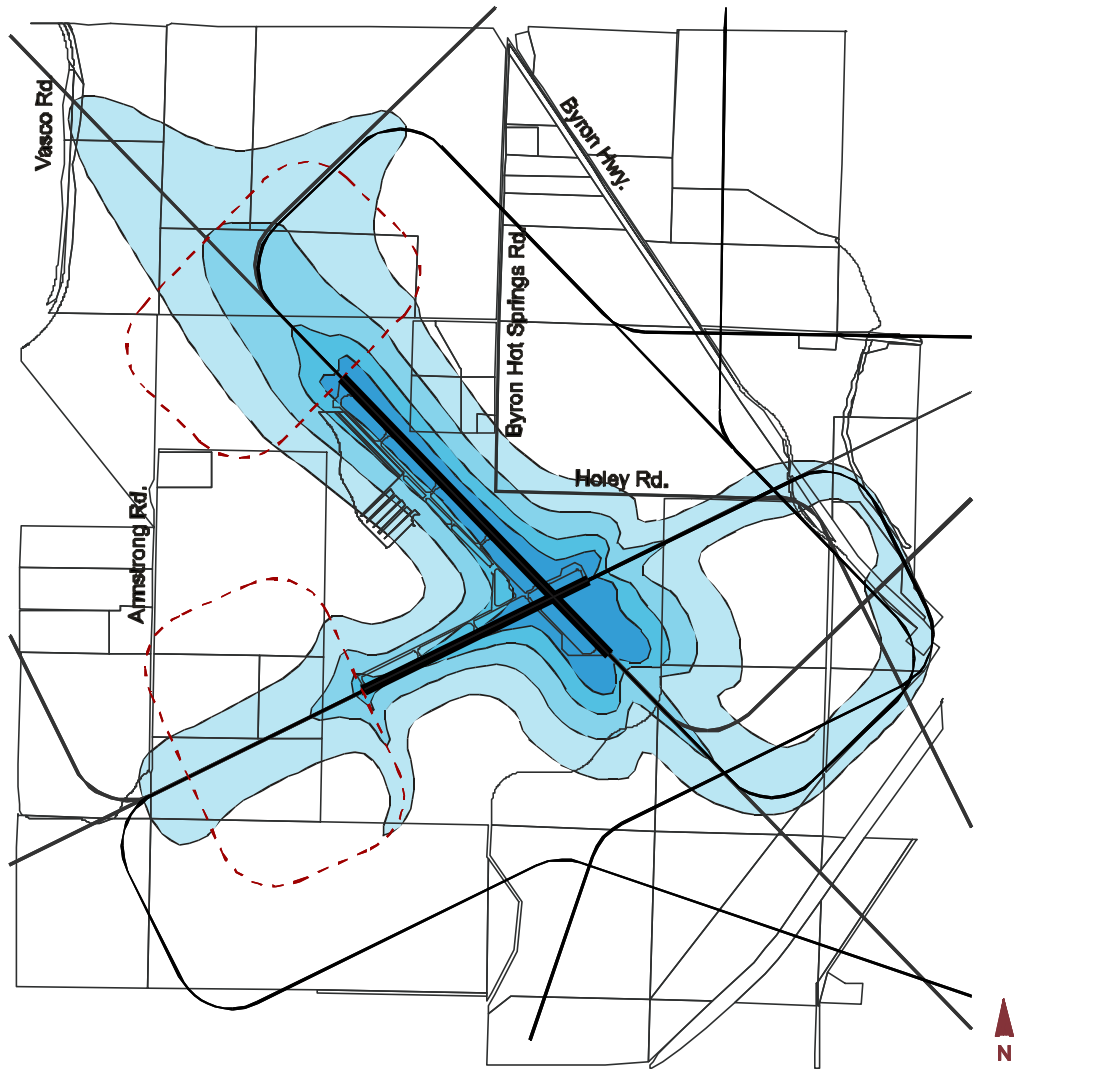 Vasco Rd.
Byron Hwy.
Byron Hot Springs Rd.
Holey Rd.
Armstrong Rd.
N